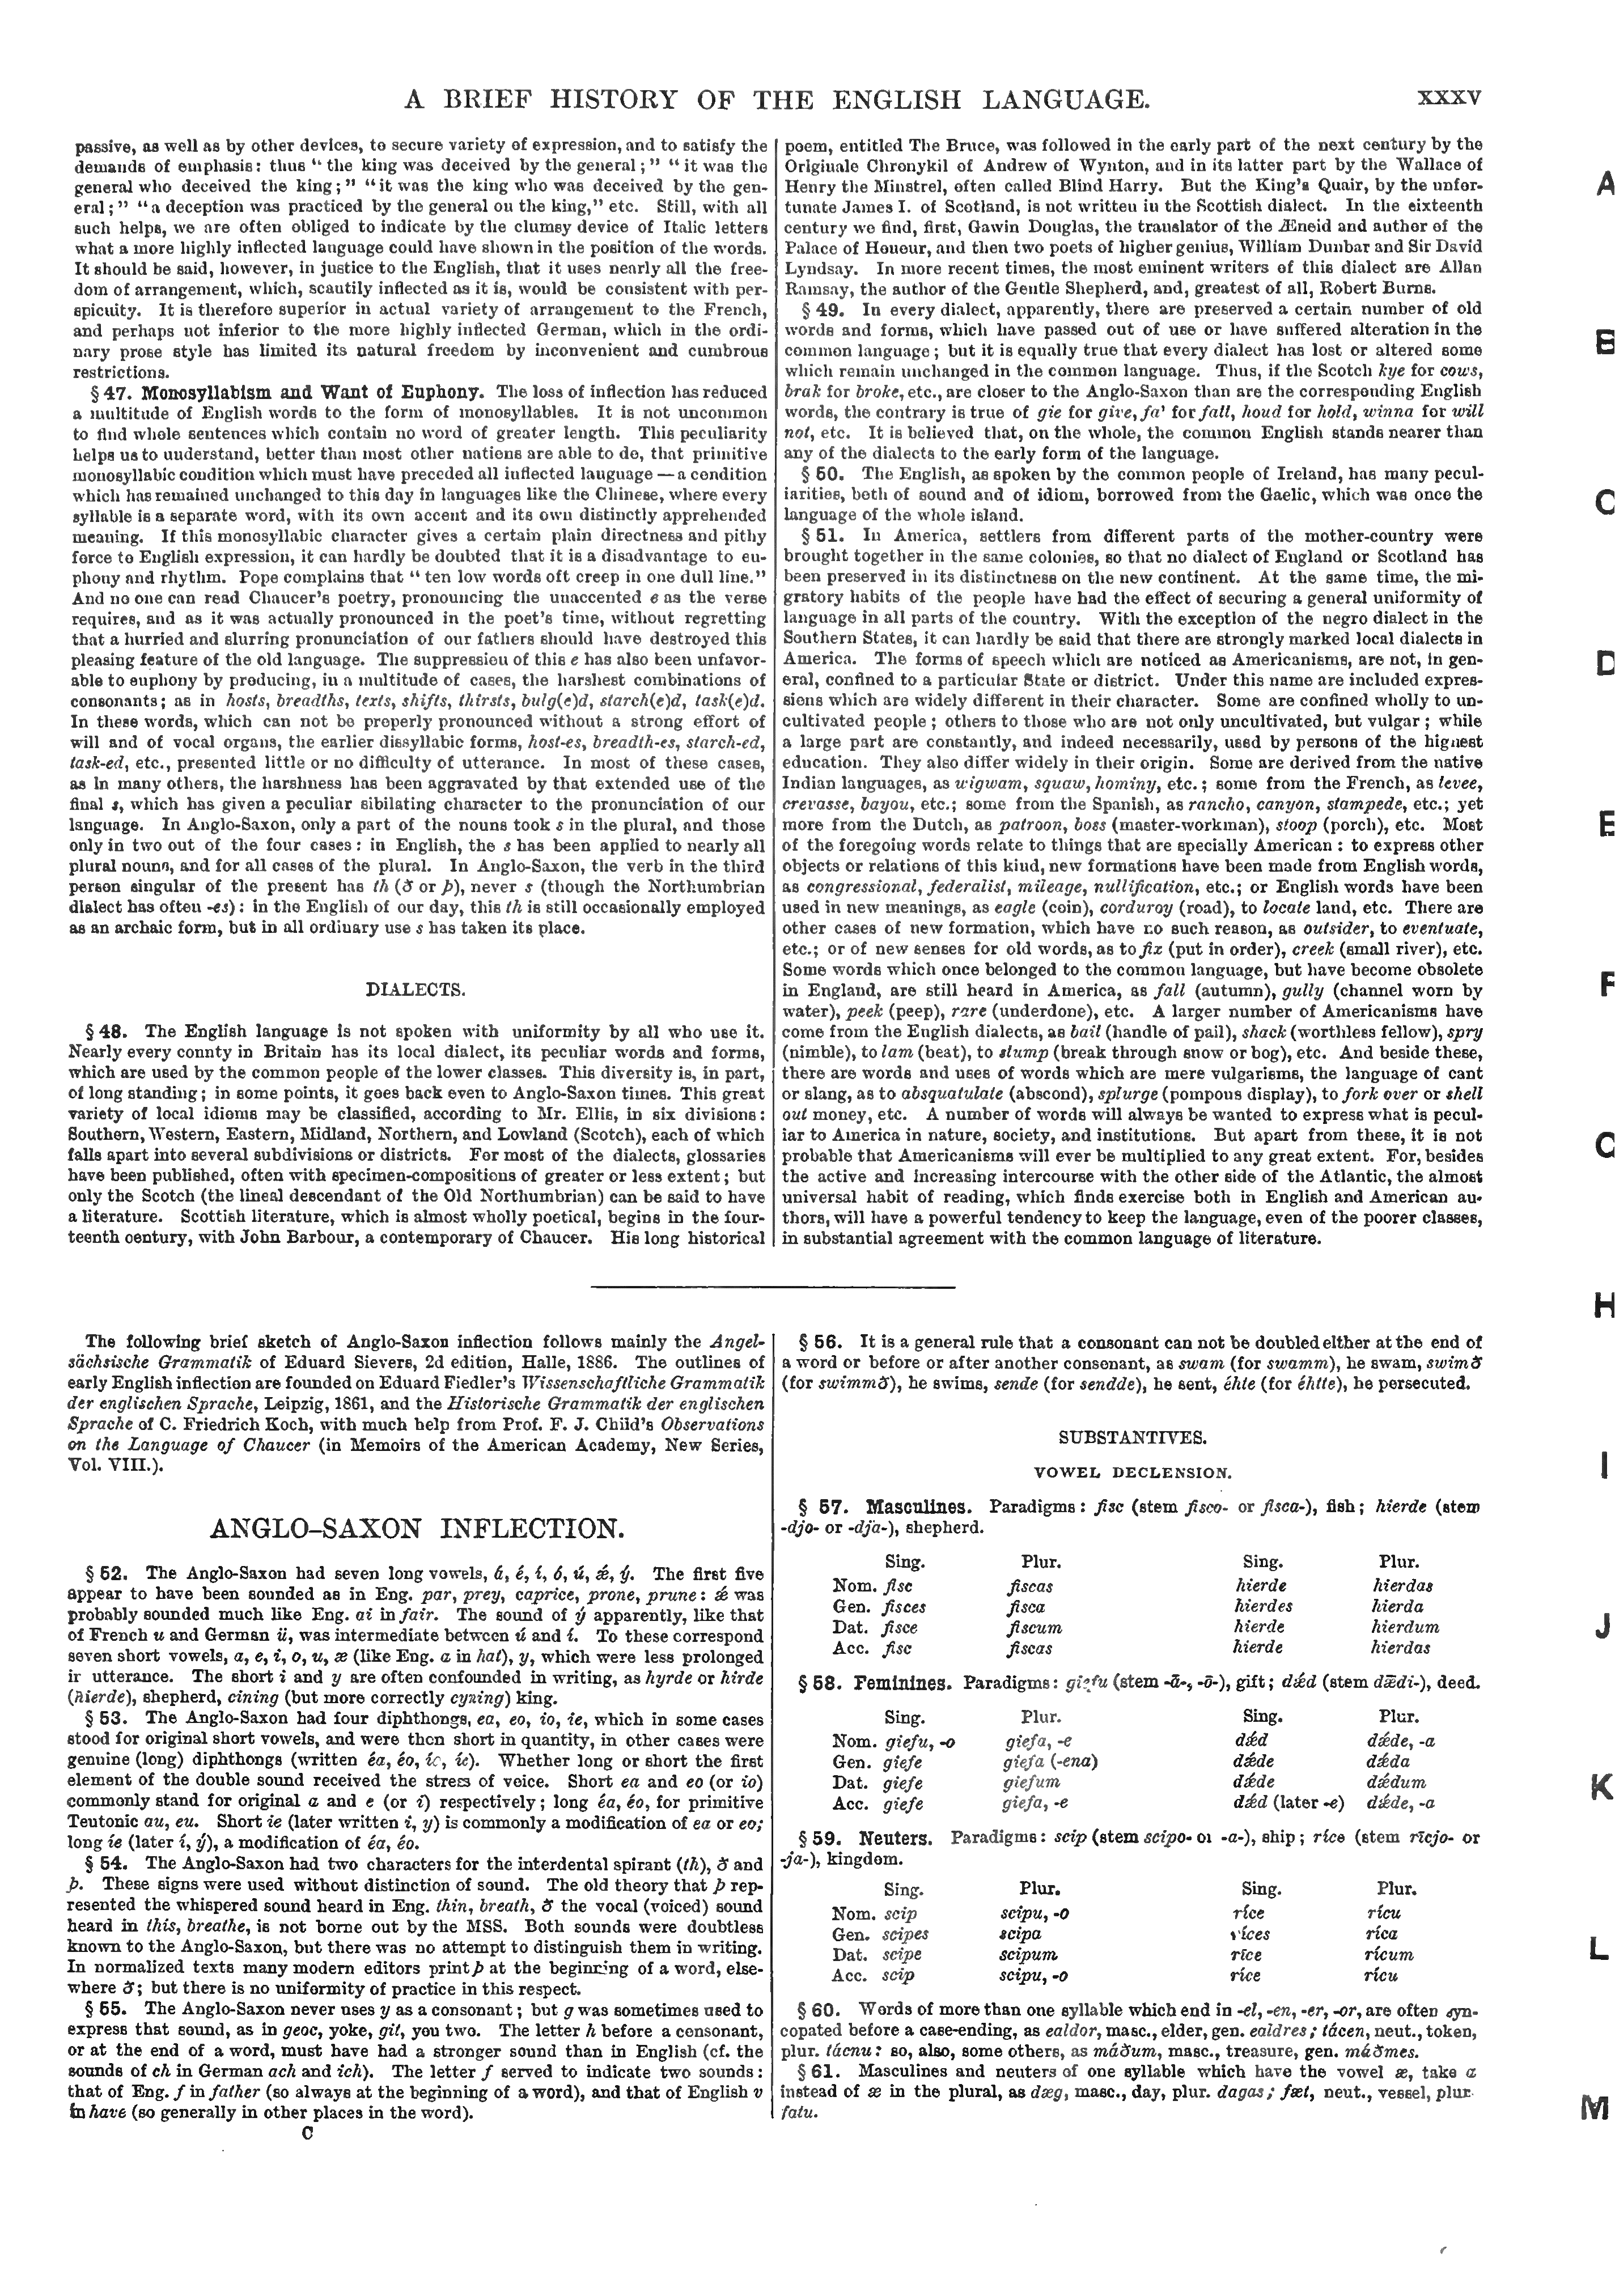 A BRIEF HISTORY OF THE ENGLISH LANGUAGE.
XXXV
passive, as well as by other devices, to secure variety of expression, and to satisfy the
demands of emphasis: thus “ the king was deceived by the general ; ” “ it was the
general who deceived the king ; ” “ it was the king who was deceived by the gen-
eral ; ” “ a deception was practiced by the general on the king,” etc. Still, with all
such helps, we are often obliged to indicate by the clumsy device of Italic letters
what a more highly inflected language could have shown in the position of the words.
It should be said, however, in justice to the English, that it uses nearly all the free-
dom of arrangement, which, scantily inflected as it is, would be consistent with per-
spicuity. It is therefore superior in actual variety of arrangement to the French,
and perhaps not inferior to the more highly inflected German, which in the ordi-
nary prose style has limited its natural freedom by inconvenient and cumbrous
restrictions.
§ 47. Monosyllabism and Want of Euphony. The loss of inflection has reduced
a multitude of English words to the form of monosyllables. It is not uncommon
to find whole sentences which contain no word of greater length. This peculiarity
helps us to understand, better than most other nations are able to do, that primitive
monosyllabic condition which must have preceded all inflected language — a condition
which has remained unchanged to this day in languages like the Chinese, where every
syllable is a separate word, with its own accent and its own distinctly apprehended
meaning. If this monosyllabic character gives a certain plain directness and pithy
force to English expression, it can hardly be doubted that it is a disadvantage to eu-
phony and rhythm. Pope complains that “ ten low words oft creep in one dull line.”
And no one can read Chaucer's poetry, pronouncing the unaccented e as the verse
requires, and as it was actually pronounced in the poet's time, without regretting
that a hurried and slurring pronunciation of our fathers should have destroyed this
pleasing feature of the old language. The suppression of this e has also been unfavor-
able to euphony by producing, in a multitude of cases, the harshest combinations of
consonants; as in hosts, breadths, texts, shifts, thirsts, bulg(e)d, starch(e)d, task(e)d.
In these words, which can not be properly pronounced without a strong effort of
will and of vocal organs, the earlier dissyllabic forms, host-es, breadth-es, starch-ed,
task-ed, etc., presented little or no difficulty of utterance. In most of these cases,
as in many others, the harshness has been aggravated by that extended use of the
final s, which has given a peculiar sibilating character to the pronunciation of our
language. In Anglo-Saxon, only a part of the nouns took s in the plural, and those
only in two out of the four cases : in English, the s has been applied to nearly all
plural nouns, and for all cases of the plural. In Anglo-Saxon, the verb in the third
person singular of the present has th (ð or þ), never s (though the Northumbrian
dialect has often -es) : in the English of our day, this th is still occasionally employed
as an archaic form, but in all ordinary use s has taken its place.
DIALECTS.
§ 48. The English language is not spoken with uniformity by all who use it.
Nearly every county in Britain has its local dialect, its peculiar words and forms,
which are used by the common people of the lower classes. This diversity is, in part,
of long standing ; in some points, it goes back even to Anglo-Saxon times. This great
variety of local idioms may be classified, according to Mr. Ellis, in six divisions :
Southern, Western, Eastern, Midland, Northern, and Lowland (Scotch), each of which
falls apart into several subdivisions or districts. For most of the dialects, glossaries
have been published, often with specimen-compositions of greater or less extent ; but
only the Scotch (the lineal descendant of the Old Northumbrian) can be said to have
a literature. Scottish literature, which is almost wholly poetical, begins in the four-
teenth century, with John Barbour, a contemporary of Chaucer. His long historical
poem, entitled The Bruce, was followed in the early part of the next century by the
Originale Chronykil of Andrew of Wynton, and in its latter part by the Wallace of
Henry the Minstrel, often called Blind Harry. But the King's Quair, by the unfor-
tunate James I. of Scotland, is not written in the Scottish dialect. In the sixteenth
century we find, first, Gawin Douglas, the translator of the Æneid and author of the
Palace of Honour, and then two poets of higher genius, William Dunbar and Sir David
Lyndsay. In more recent times, the most eminent writers of this dialect are Allan
Ramsay, the author of the Gentle Shepherd, and, greatest of all, Robert Burns.
§ 49. In every dialect, apparently, there are preserved a certain number of old
words and forms, which have passed out of use or have suffered alteration in the
common language ; but it is equally true that every dialect has lost or altered some
which remain unchanged in the common language. Thus, if the Scotch kye for cows,
brak for broke, etc., are closer to the Anglo-Saxon than are the corresponding English
words, the contrary is true of gie for give, fa' for fall, houd for hold, winna for will
not, etc. It is believed that, on the whole, the common English stands nearer than
any of the dialects to the early form of the language.
§ 50. The English, as spoken by the common people of Ireland, has many pecul-
iarities, both of sound and of idiom, borrowed from the Gaelic, which was once the
language of the whole island.
§ 51. In America, settlers from different parts of the mother-country were
brought together in the same colonies, so that no dialect of England or Scotland has
been preserved in its distinctness on the new continent. At the same time, the mi-
gratory habits of the people have had the effect of securing a general uniformity of
language in all parts of the country. With the exception of the negro dialect in the
Southern States, it can hardly be said that there are strongly marked local dialects in
America. The forms of speech which are noticed as Americanisms, are not, in gen-
eral, confined to a particular State or district. Under this name are included expres-
sions which are widely different in their character. Some are confined wholly to un-
cultivated people ; others to those who are not only uncultivated, but vulgar ; while
a large part are constantly, and indeed necessarily, used by persons of the highest
education. They also differ widely in their origin. Some are derived from the native
Indian languages, as wigwam, squaw, hominy, etc. ; some from the French, as levee,
crevasse, bayou, etc.; some from the Spanish, as rancho, canyon, stampede, etc.; yet
more from the Dutch, as patroon, boss (master-workman), stoop (porch), etc. Most
of the foregoing words relate to things that are specially American : to express other
objects or relations of this kind, new formations have been made from English words,
as congressional, federalist, mileage, nullification, etc.; or English words have been
used in new meanings, as eagle (coin), corduroy (road), to locate land, etc. There are
other cases of new formation, which have no such reason, as outsider, to eventuate,
etc.; or of new senses for old words, as to fix (put in order), creek (small river), etc.
Some words which once belonged to the common language, but have become obsolete
in England, are still heard in America, as fall (autumn), gully (channel worn by
water), peek (peep), rare (underdone), etc. A larger number of Americanisms have
come from the English dialects, as bail (handle of pail), shack (worthless fellow), spry
(nimble), to lam (beat), to slump (break through snow or bog), etc. And beside these,
there are words and uses of words which are mere vulgarisms, the language of cant
or slang, as to absquatulate (abscond), splurge (pompous display), to fork over or shell
out money, etc. A number of words will always be wanted to express what is pecul-
iar to America in nature, society, and institutions. But apart from these, it is not
probable that Americanisms will ever be multiplied to any great extent. For, besides
the active and increasing intercourse with the other side of the Atlantic, the almost
universal habit of reading, which finds exercise both in English and American au-
thors, will have a powerful tendency to keep the language, even of the poorer classes,
in substantial agreement with the common language of literature.
The following brief sketch of Anglo-Saxon inflection follows mainly the Angel-
sächsische Grammatik of Eduard Sievers, 2d edition, Halle, 1886. The outlines of
early English inflection are founded on Eduard Fiedler's Wissenschaftliche Grammatik
der englischen Sprache, Leipzig, 1861, and the Historische Grammatik der englischen
Sprache of C. Friedrich Koch, with much help from Prof. F. J. Child's Observations
on the Language of Chaucer (in Memoirs of the American Academy, New Series,
Vol. VIII.).
ANGLO-SAXON INFLECTION.
§ 52. The Anglo-Saxon had seven long vowels, á, é, í, ó, ú, ǽ, ý. The first five
appear to have been sounded as in Eng. par, prey, caprice, prone, prune : ǽ was
probably sounded much like Eng. ai in fair. The sound of ý apparently, like that
of French u and German ü, was intermediate between ú and í. To these correspond
seven short vowels, a, e, i, o, u, æ (like Eng. a in hat), y, which were less prolonged
in utterance. The short i and y are often confounded in writing, as hyrde or hirde
(hierde), shepherd, cining (but more correctly cyning) king.
§ 53. The Anglo-Saxon had four diphthongs, ea, eo, io, ie, which in some cases
stood for original short vowels, and were then short in quantity, in other cases were
genuine (long) diphthongs (written éa, éo, ío, íe). Whether long or short the first
element of the double sound received the stress of voice. Short ea and eo (or io)
commonly stand for original a and e (or i) respectively ; long éa, éo, for primitive
Teutonic au, eu. Short ie (later written i, y) is commonly a modification of ea or eo;
long íe (later í, ý), a modification of éa, éo.
§ 54. The Anglo-Saxon had two characters for the interdental spirant (th), ð and
þ. These signs were used without distinction of sound. The old theory that þ rep-
resented the whispered sound heard in Eng. thin, breath, ð the vocal (voiced) sound
heard in this, breathe, is not borne out by the MSS. Both sounds were doubtless
known to the Anglo-Saxon, but there was no attempt to distinguish them in writing.
In normalized texts many modern editors print þ at the beginning of a word, else-
where ð; but there is no uniformity of practice in this respect.
§ 55. The Anglo-Saxon never uses y as a consonant ; but g was sometimes used to
express that sound, as in geoc, yoke, git, you two. The letter h before a consonant,
or at the end of a word, must have had a stronger sound than in English (cf. the
sounds of ch in German ach and ich). The letter f served to indicate two sounds :
that of Eng. f in father (so always at the beginning of a word), and that of English v
in have (so generally in other places in the word).
C
§ 56. It is a general rule that a consonant can not be doubled either at the end of
a word or before or after another consonant, as swam (for swamm), he swam, swimð
(for swimmð), he swims, sende (for sendde), he sent, éhte (for éhtte), he persecuted.
SUBSTANTIVES.
VOWEL DECLENSION.
§ 57. Masculines. Paradigms : fisc (stem fisco- or fisca-), fish ; hierde (stem
-djo- or -dja-), shepherd.
Sing. Plur. Sing. Plur.
Nom. fisc fiscas hierde hierdas
Gen. fisces fisca hierdes hierda
Dat. fisce fiscum hierde hierdum
Acc. fisc fiscas hierde hierdas
§ 58. Feminines. Paradigms : giefu (stem -ā-, -ō-), gift ; dǽd (stem dǣdi-), deed.
Sing. Plur. Sing. Plur.
Nom. giefu, -o giefa, -e dǽd dǽde, -a
Gen. giefe giefa (-ena) dǽde dǽda
Dat. giefe giefum dǽde dǽdum
Acc. giefe giefa, -e dǽd (later -e) dǽde, -a
§ 59. Neuters. Paradigms : scip (stem scipo- or -a-), ship ; ríce (stem rīcjo- or
-ja-), kingdom.
Sing. Plur. Sing. Plur.
Nom. scip scipu, -o ríce rícu
Gen. scipes scipa ríces ríca
Dat. scipe scipum ríce rícum
Acc. scip scipu, -o ríce rícu
§ 60. Words of more than one syllable which end in -el, -en, -er, -or, are often syn-
copated before a case-ending, as ealdor, masc., elder, gen. ealdres ; tácen, neut., token,
plur. tácnu : so, also, some others, as máðum, masc., treasure, gen. máðmes.
§ 61. Masculines and neuters of one syllable which have the vowel æ, take a
instead of æ in the plural, as dæg, masc., day, plur. dagas ; fæt, neut., vessel, plur.
fatu.
A
B
C
D
E
F
G
H
I
J
K
L
M